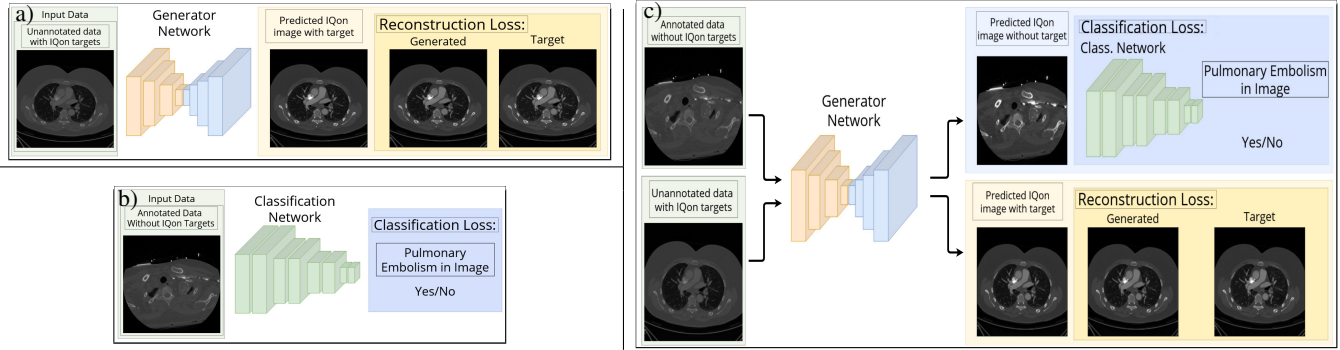 a)
Input Data
Unannotated data
with IQon targets
Generator
Network
Predicted IQon
image with target
Reconstruction Loss:
Generated
Target
b)
Input Data
Annotated Data
Without IQon Targets
Classification
Network
Classification Loss:
Pulmonary
Embolism in Image
Yes/No
c)
Annotated data
without IQon targets
Unannotated data
with IQon targets
Generator
Network
Predicted IQon
image without target
Classification Loss:
Class. Network
Pulmonary Embolism
in Image
Yes/No
Predicted IQon
image with target
Reconstruction Loss:
Generated
Target